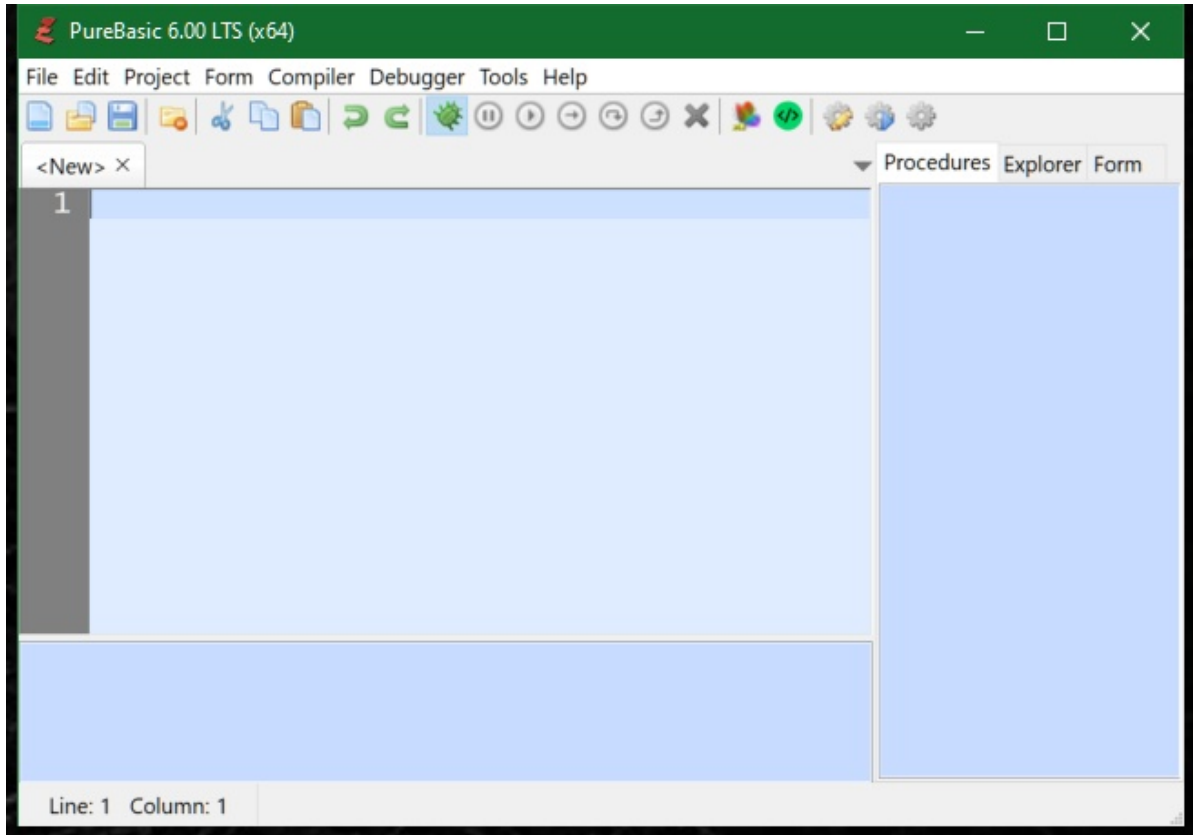 PureBasic 6.00 LTS (x64)
File Edit Project Form Compiler Debugger Tools Help
<New>
Procedures Explorer Form
1
Line: 1 Column: 1